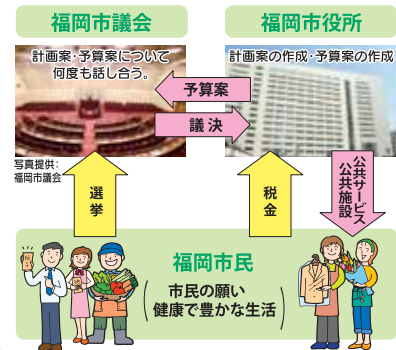 福岡市議会
福岡市役所
計画案・予算案について
何度も話し合う。
計画案の作成・予算案の作成
予算案
議決
写真提供：
福岡市議会
選挙
税金
公共サービス
公共施設
福岡市民
市民の願い
健康で豊かな生活